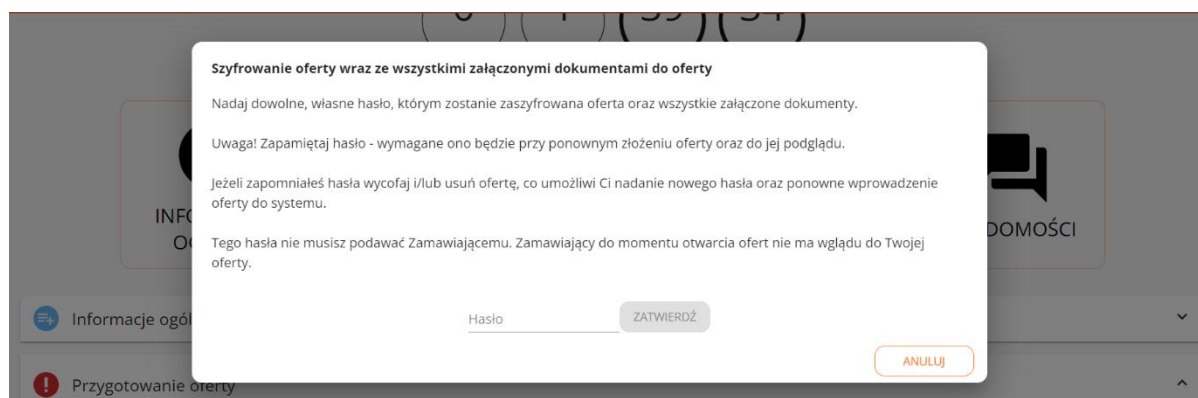 Szyfrowanie oferty wraz ze wszystkimi załączonymi dokumentami do oferty
Nadaj dowolne, własne hasło, którym zostanie zaszyfrowana oferta oraz wszystkie załączone dokumenty.
Uwaga! Zapamiętaj hasło - wymagane ono będzie przy ponownym złożeniu oferty oraz do jej podglądu.
Jeżeli zapomniałeś hasła wycofaj i/lub usuń ofertę, co umożliwi Ci nadanie nowego hasła oraz ponowne wprowadzenie
oferty do systemu.
Tego hasła nie musisz podawać Zamawiającemu. Zamawiający do momentu otwarcia ofert nie ma wglądu do Twojej
oferty.
Hasło ZATWIERDŹ
ANULUJ
Informacje ogól
Przygotowanie oferty